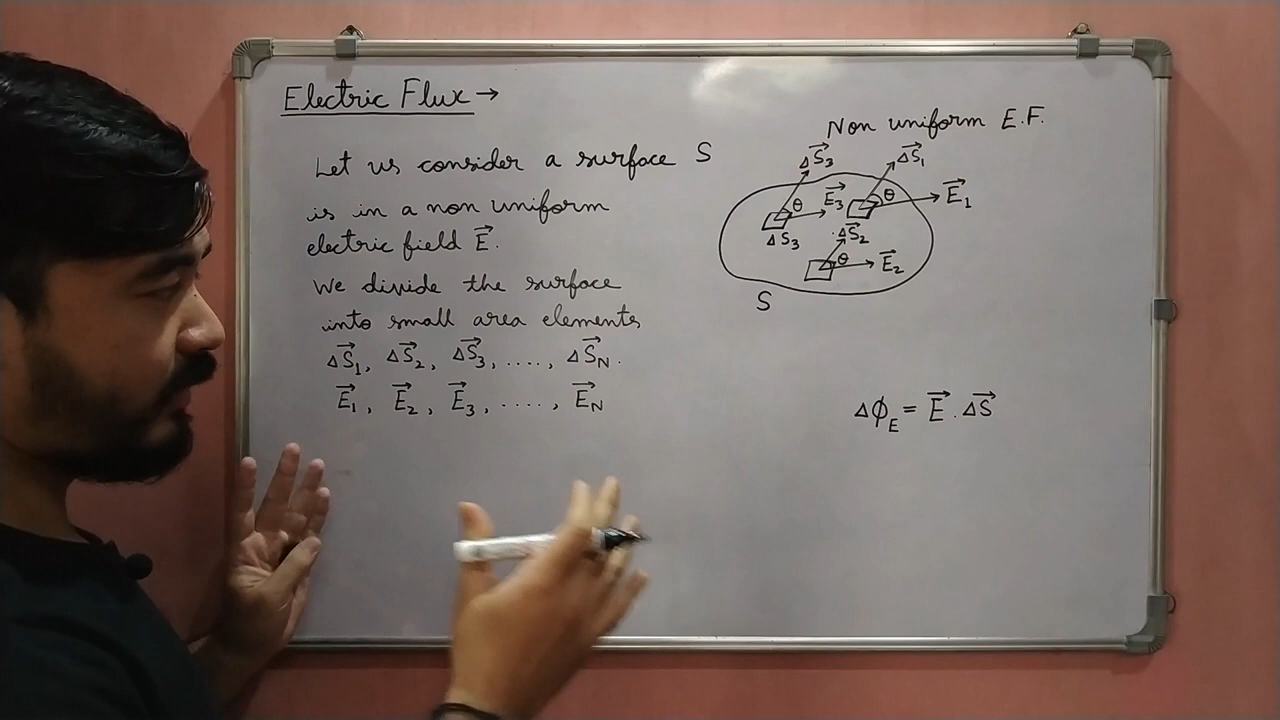 Electric Flux →
Let us consider a surface S
is in a non uniform
electric field E⃗.
We divide the surface
into small area elements
ΔS⃗₁, ΔS⃗₂, ΔS⃗₃, ...., ΔS⃗N.
E⃗₁, E⃗₂, E⃗₃, ...., E⃗N
Non uniform E.F.
ΔS⃗₃ ΔS⃗₁
θ E⃗₃ θ E⃗₁
ΔS₃ ΔS⃗₂
θ E⃗₂
S
Δϕ_E = E⃗ . ΔS⃗